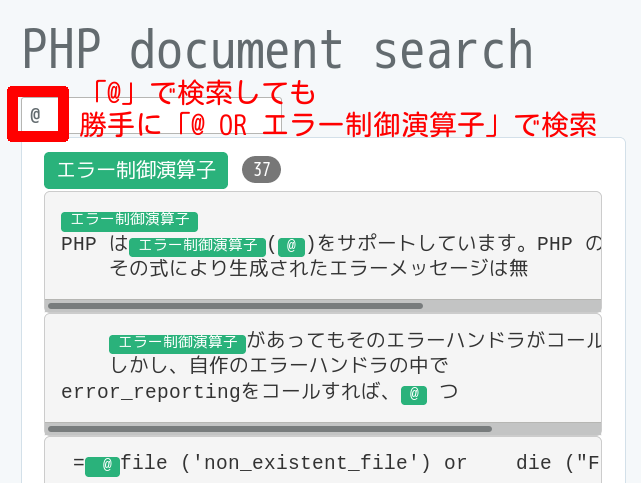 PHP document search
「@」で検索しても
@
勝手に「@ OR エラー制御演算子」で検索
エラー制御演算子 37
エラー制御演算子
PHP はエラー制御演算子(@)をサポートしています。PHP の
その式により生成されたエラーメッセージは無
エラー制御演算子があってもそのエラーハンドラがコール
しかし、自作のエラーハンドラの中で
error_reportingをコールすれば、@ つ
= @file ('non_existent_file') or die ("F